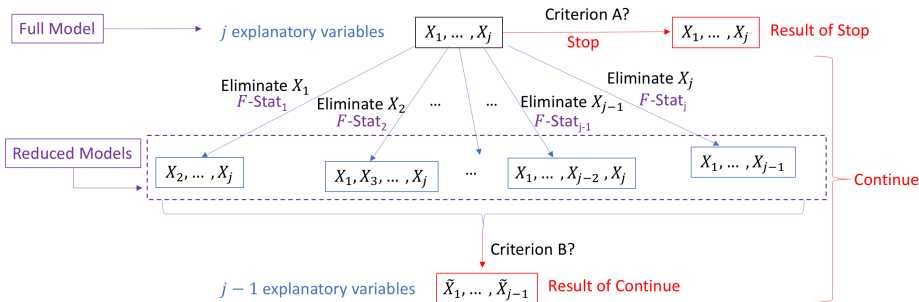 Criterion A?
Full Model
j explanatory variables
X₁, … , Xⱼ
Stop
X₁, … , Xⱼ
Result of Stop
Eliminate X₁
F-Stat₁
Eliminate X₂
F-Stat₂
… …
Eliminate Xⱼ₋₁
F-Statⱼ₋₁
Eliminate Xⱼ
F-Statⱼ
Reduced Models
X₂, … , Xⱼ
X₁, X₃, … , Xⱼ
…
X₁, … , Xⱼ₋₂ , Xⱼ
X₁, … , Xⱼ₋₁
Continue
Criterion B?
j − 1 explanatory variables
X̃₁, … , X̃ⱼ₋₁
Result of Continue